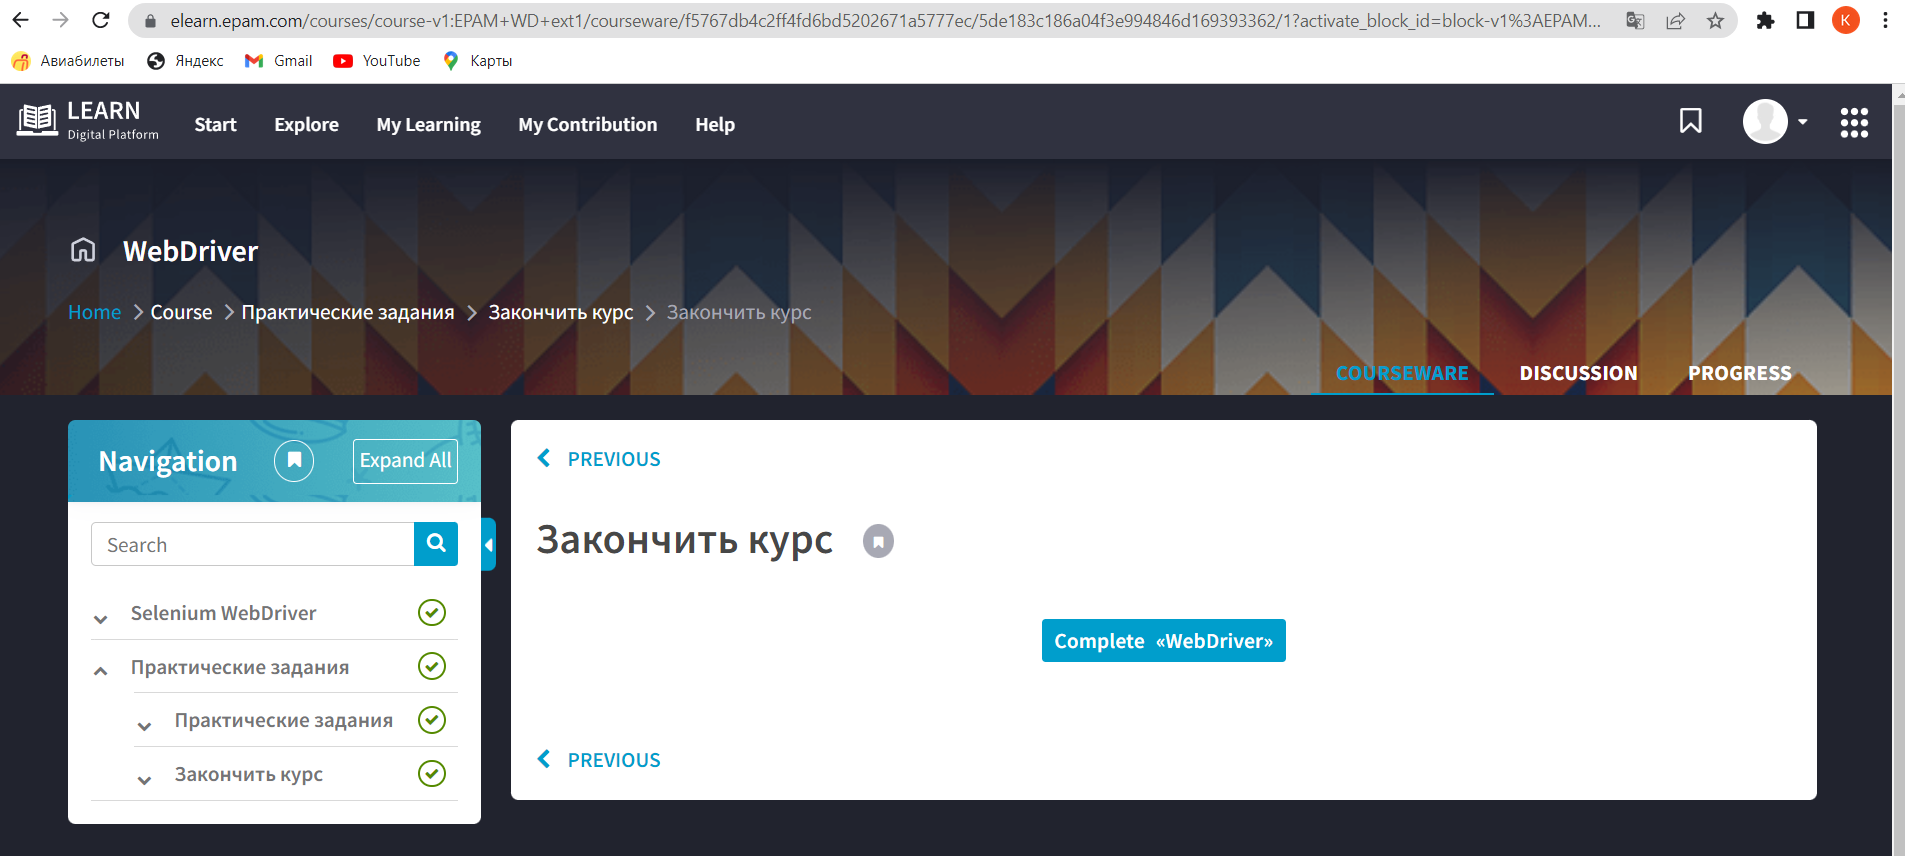 elearn.epam.com/courses/course-v1:EPAM+WD+ext1/courseware/f5767db4c2ff4fd6bd5202671a5777ec/5de183c186a04f3e994846d169393362/1?activate_block_id=block-v1%3AEPAM...
K
Авиабилеты Яндекс Gmail YouTube Карты
LEARN
Digital Platform
Start Explore My Learning My Contribution Help
WebDriver
Home Course Практические задания Закончить курс Закончить курс
COURSEWARE DISCUSSION PROGRESS
Navigation Expand All
Search
Selenium WebDriver
Практические задания
Практические задания
Закончить курс
PREVIOUS
Закончить курс
Complete «WebDriver»
PREVIOUS